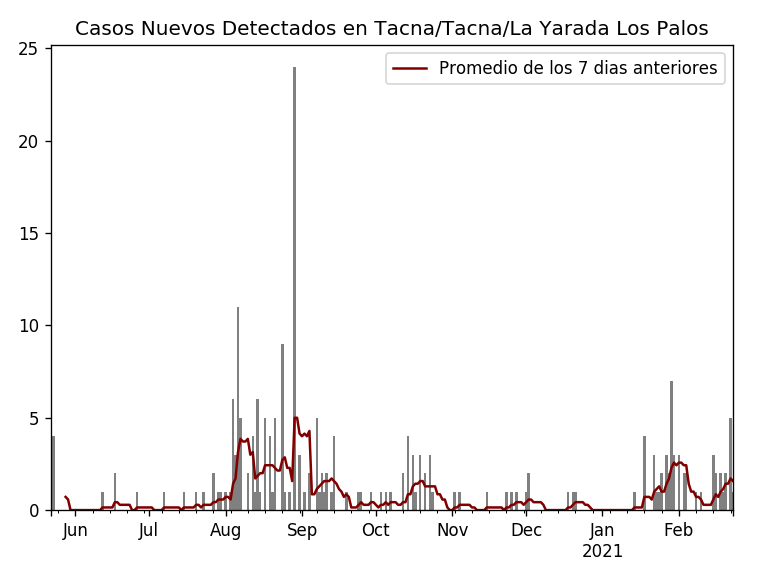 Casos Nuevos Detectados en Tacna/Tacna/La Yarada Los Palos
Promedio de los 7 dias anteriores
25
20
15
10
5
0
Jun Jul Aug Sep Oct Nov Dec Jan Feb
2021